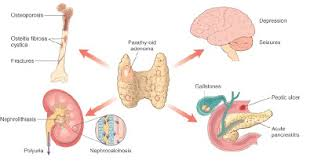 Osteoporosis
Osteitis fibrosa
cystica
Fractures
Parathyroid
adenoma
Depression
Seizures
Nephrolithiasis
Polyuria
Nephrocalcinosis
Gallstones
Peptic ulcer
Acute
pancreatitis